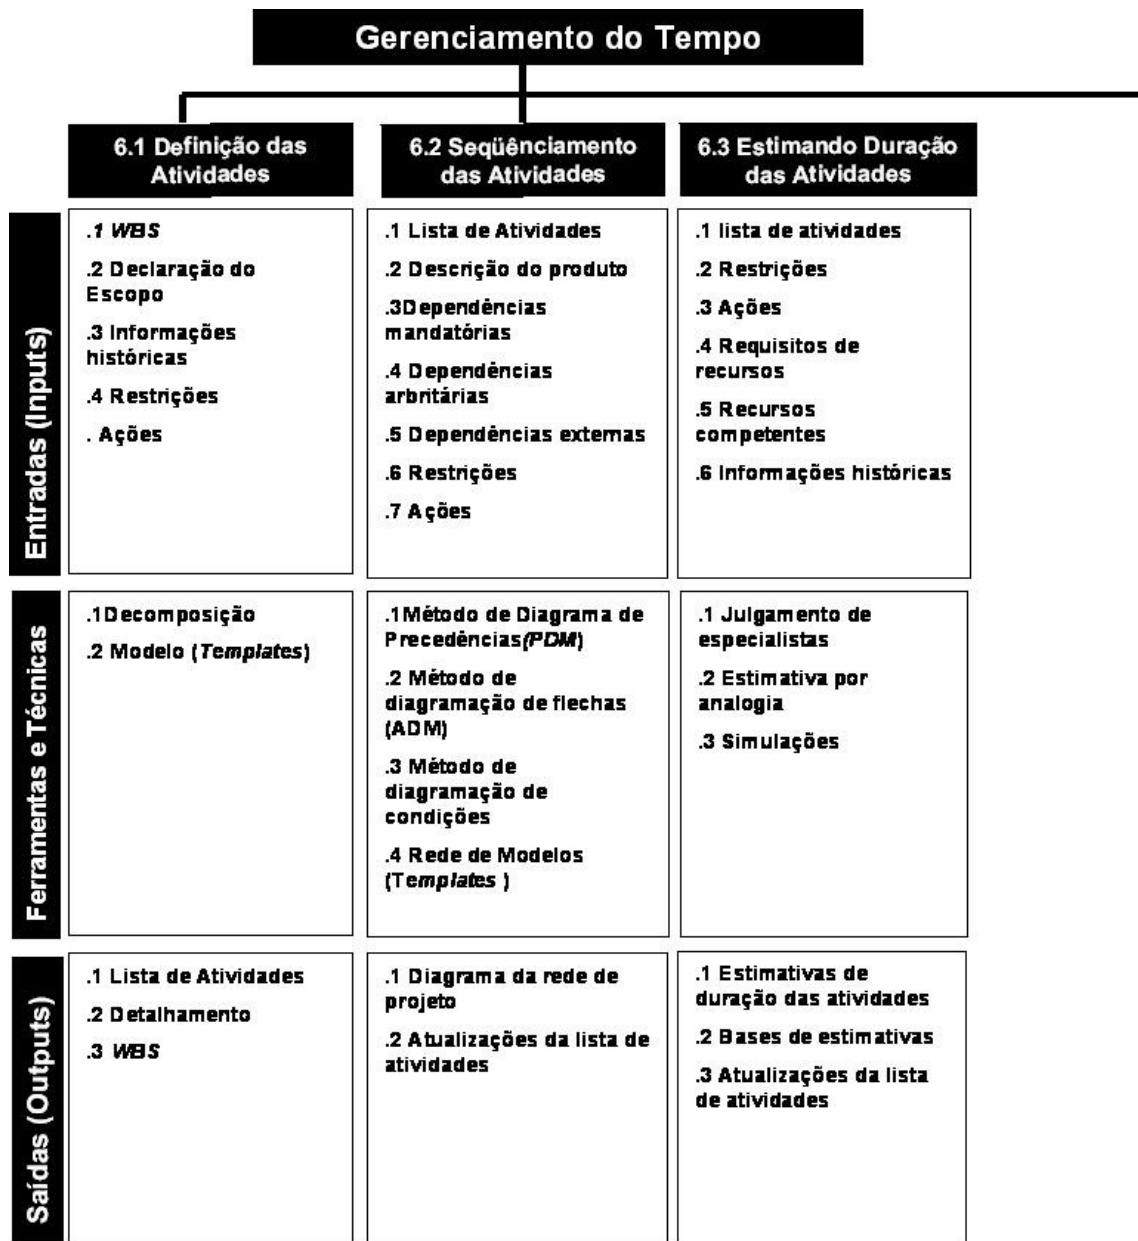 Gerenciamento do Tempo
6.1 Definição das
Atividades
6.2 Seqüênciamento
das Atividades
6.3 Estimando Duração
das Atividades
Entradas (Inputs)
.1 WBS
.2 Declaração do
Escopo
.3 Informações
históricas
.4 Restrições
. Ações
.1 Lista de Atividades
.2 Descrição do produto
.3Dependências
mandatórias
.4 Dependências
arbritárias
.5 Dependências externas
.6 Restrições
.7 Ações
.1 lista de atividades
.2 Restrições
.3 Ações
.4 Requisitos de
recursos
.5 Recursos
competentes
.6 Informações históricas
Ferramentas e Técnicas
.1Decomposição
.2 Modelo (Templates)
.1Método de Diagrama de
Precedências(PDM)
.2 Método de
diagramação de flechas
(ADM)
.3 Método de
diagramação de
condições
.4 Rede de Modelos
(Templates )
.1 Julgamento de
especialistas
.2 Estimativa por
analogia
.3 Simulações
Saídas (Outputs)
.1 Lista de Atividades
.2 Detalhamento
.3 WBS
.1 Diagrama da rede de
projeto
.2 Atualizações da lista de
atividades
.1 Estimativas de
duração das atividades
.2 Bases de estimativas
.3 Atualizações da lista
de atividades